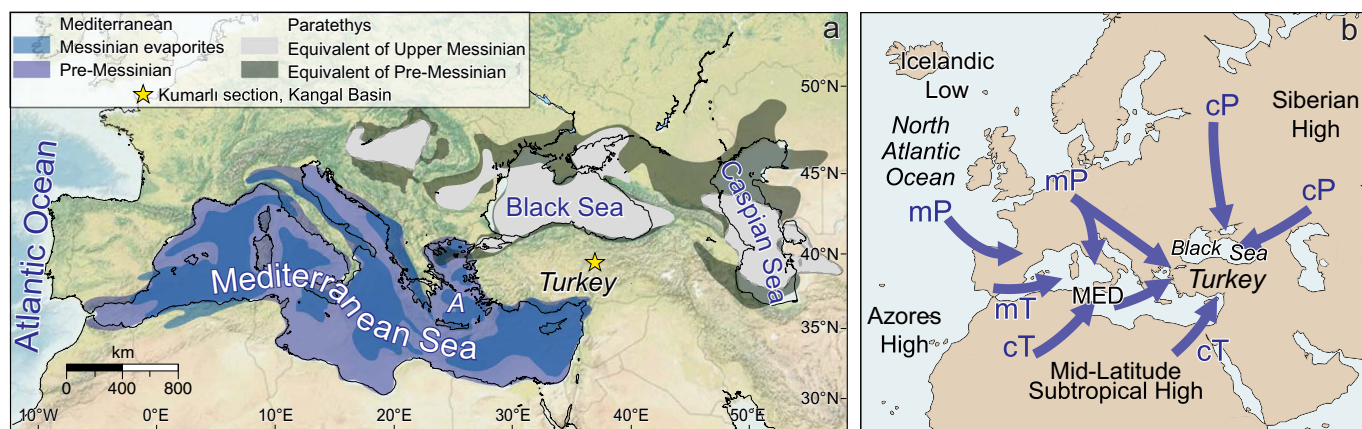 Mediterranean
Messinian evaporites
Pre-Messinian
Paratethys
Equivalent of Upper Messinian
Equivalent of Pre-Messinian
Kumarlı section, Kangal Basin
a
50°N
45°N
40°N
35°N
30°N
Atlantic Ocean
Black Sea
Caspian Sea
Mediterranean Sea
A
Turkey
km
0 400 800
10°W 0°E 10°E 20°E 30°E 40°E 50°E
b
Icelandic
Low
North
Atlantic
Ocean
cP
Siberian
High
mP
mP
cP
Black Sea
Turkey
MED
mT
Azores
High
cT
cT
Mid-Latitude
Subtropical High